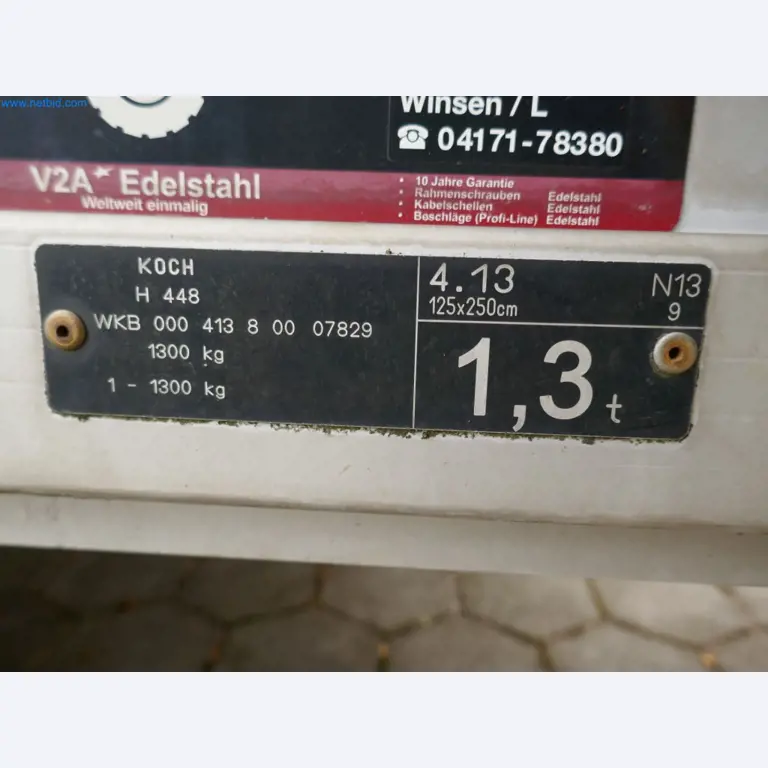 www.netbid.com
Winsen / L
☎ 04171-78380
V2A Edelstahl
Weltweit einmalig
• 10 Jahre Garantie
• Rahmenschrauben Edelstahl
• Kabelschellen Edelstahl
• Beschläge (Profi-Line) Edelstahl
KOCH
H 448
WKB 000 413 8 00 07829
1300 kg
1 - 1300 kg
4.13
125x250cm
N13
9
1,3 t